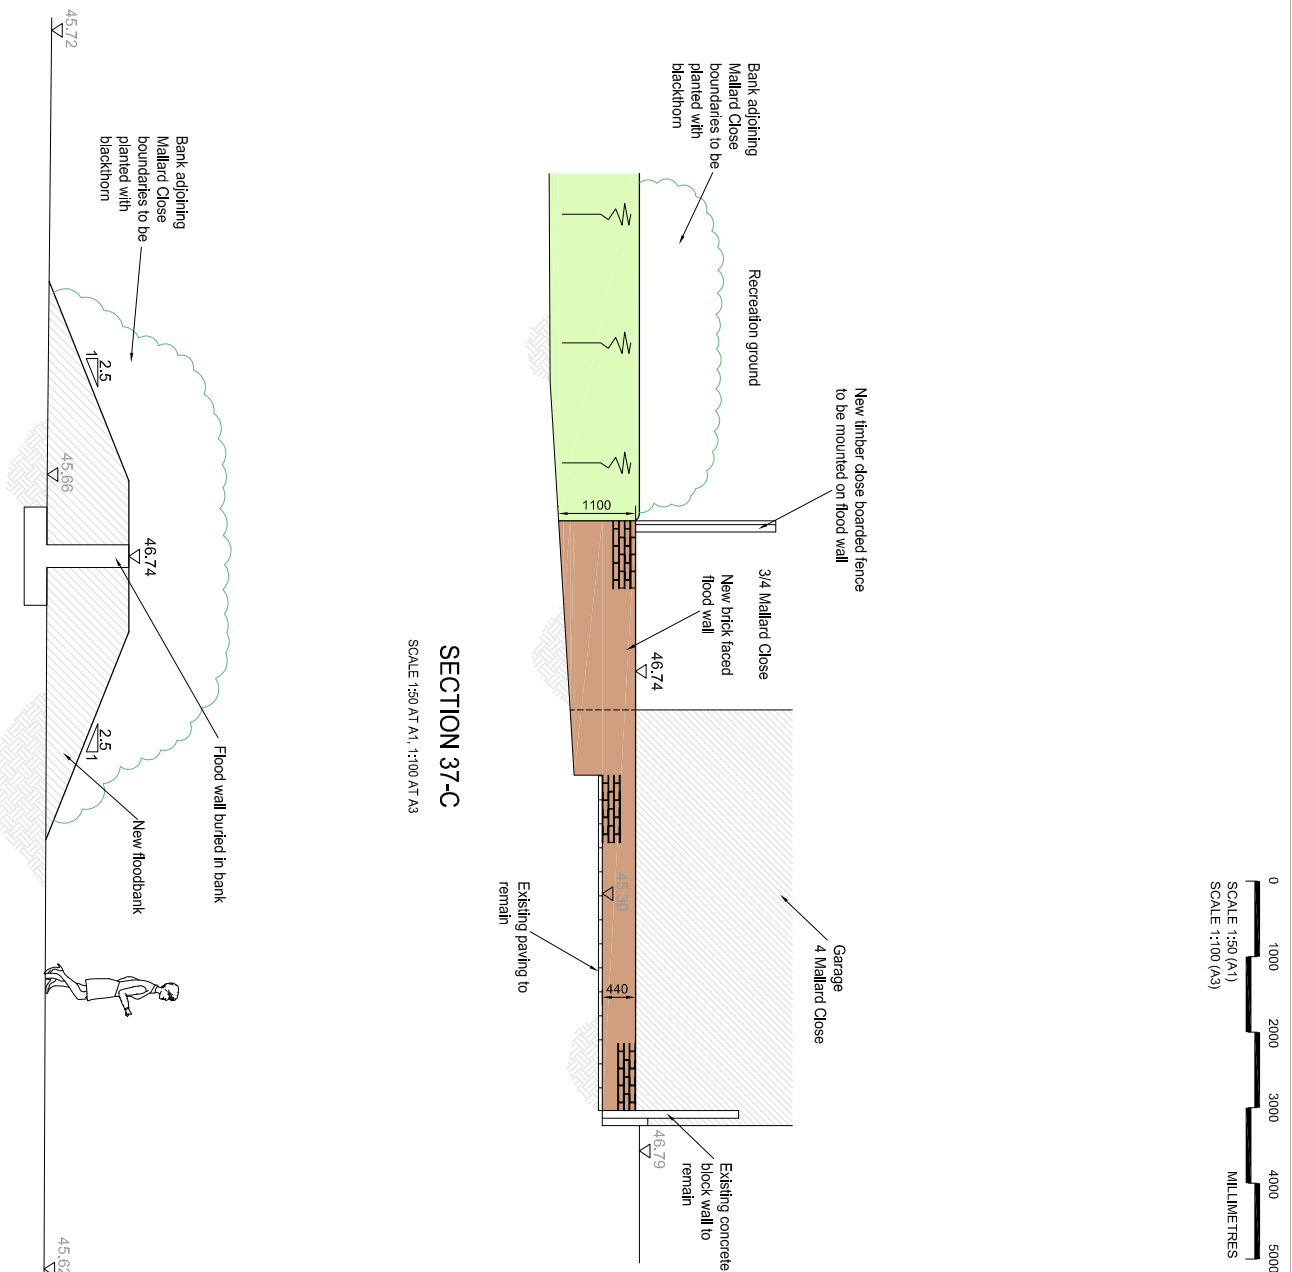 0 1000 2000 3000 4000 5000
SCALE 1:50 (A1)
SCALE 1:100 (A3)
MILLIMETRES
New timber close boarded fence
to be mounted on flood wall
Garage
4 Mallard Close
Bank adjoining
Mallard Close
boundaries to be
planted with
blackthorn
Recreation ground
3/4 Mallard Close
New brick faced
flood wall
Existing concrete
block wall to
remain
46.74
46.79
1100
440
45.30
Existing paving to
remain
SECTION 37-C
SCALE 1:50 AT A1, 1:100 AT A3
Bank adjoining
Mallard Close
boundaries to be
planted with
blackthorn
Flood wall buried in bank
New floodbank
46.74
2.5
1
2.5
1
45.72
45.66
45.62